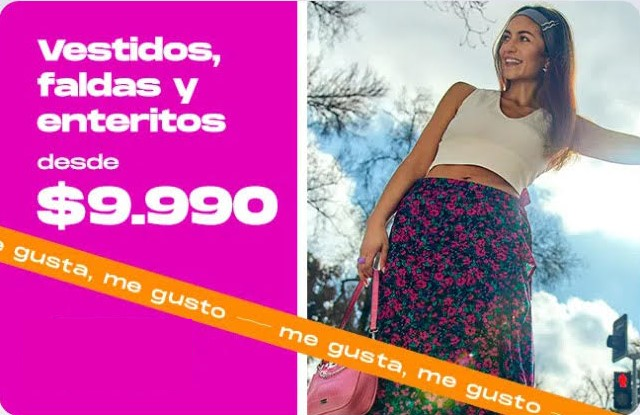 Vestidos,
faldas y
enteritos
desde
$9.990
e gusta, me gusto — me gusta, me gusto —